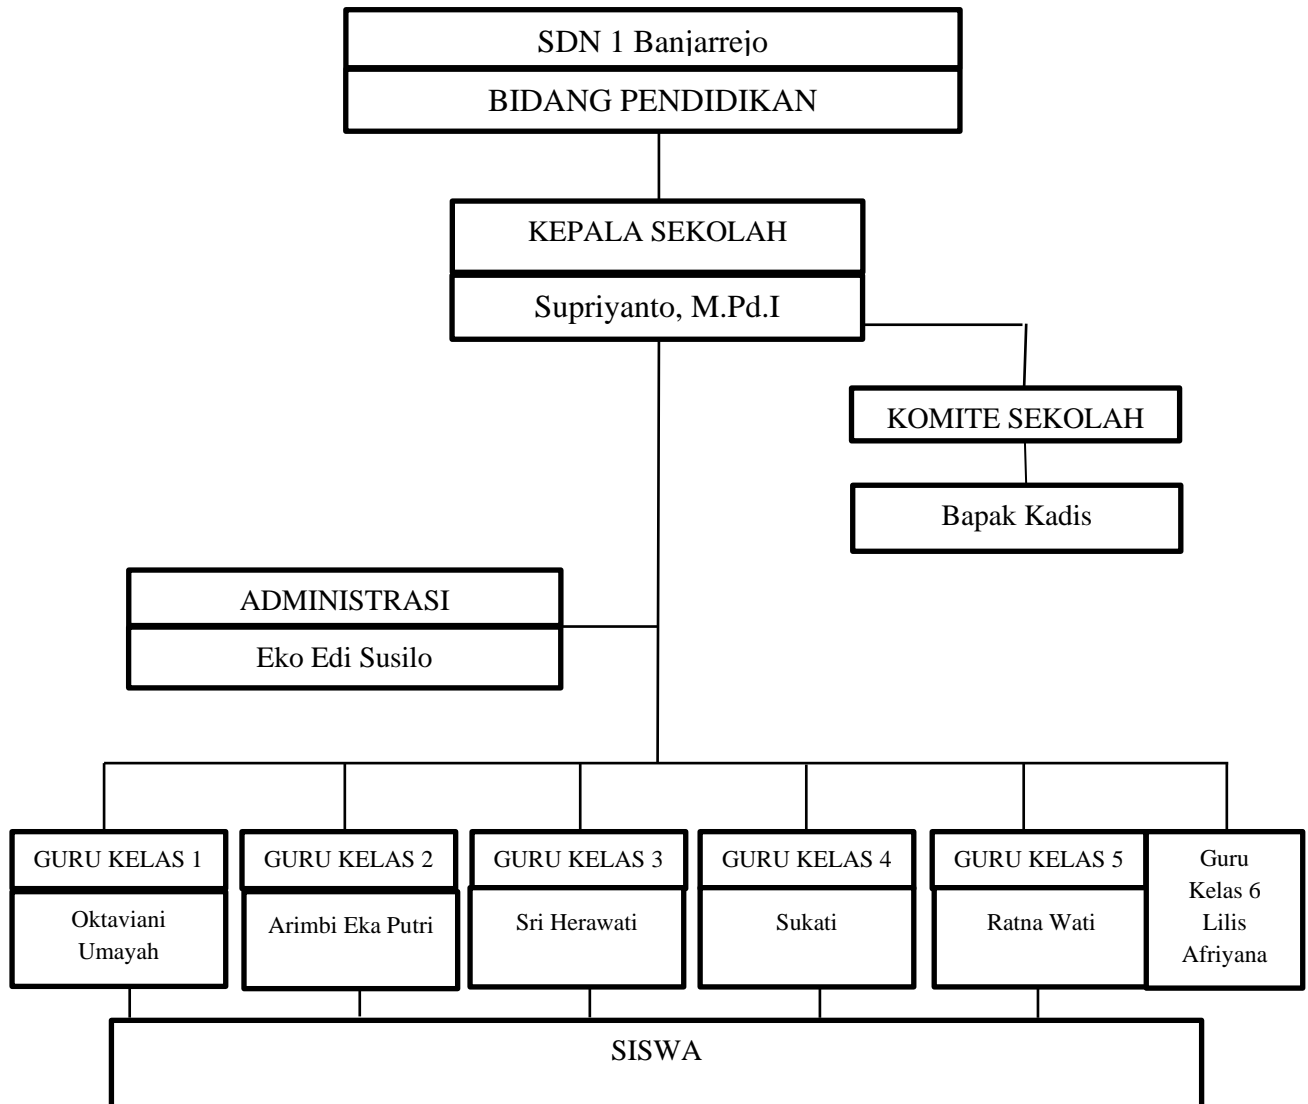 SDN 1 Banjarrejo
BIDANG PENDIDIKAN
KEPALA SEKOLAH
Supriyanto, M.Pd.I
KOMITE SEKOLAH
Bapak Kadis
ADMINISTRASI
Eko Edi Susilo
GURU KELAS 1
Oktaviani
Umayah
GURU KELAS 2
Arimbi Eka Putri
GURU KELAS 3
Sri Herawati
GURU KELAS 4
Sukati
GURU KELAS 5
Ratna Wati
Guru
Kelas 6
Lilis
Afriyana
SISWA